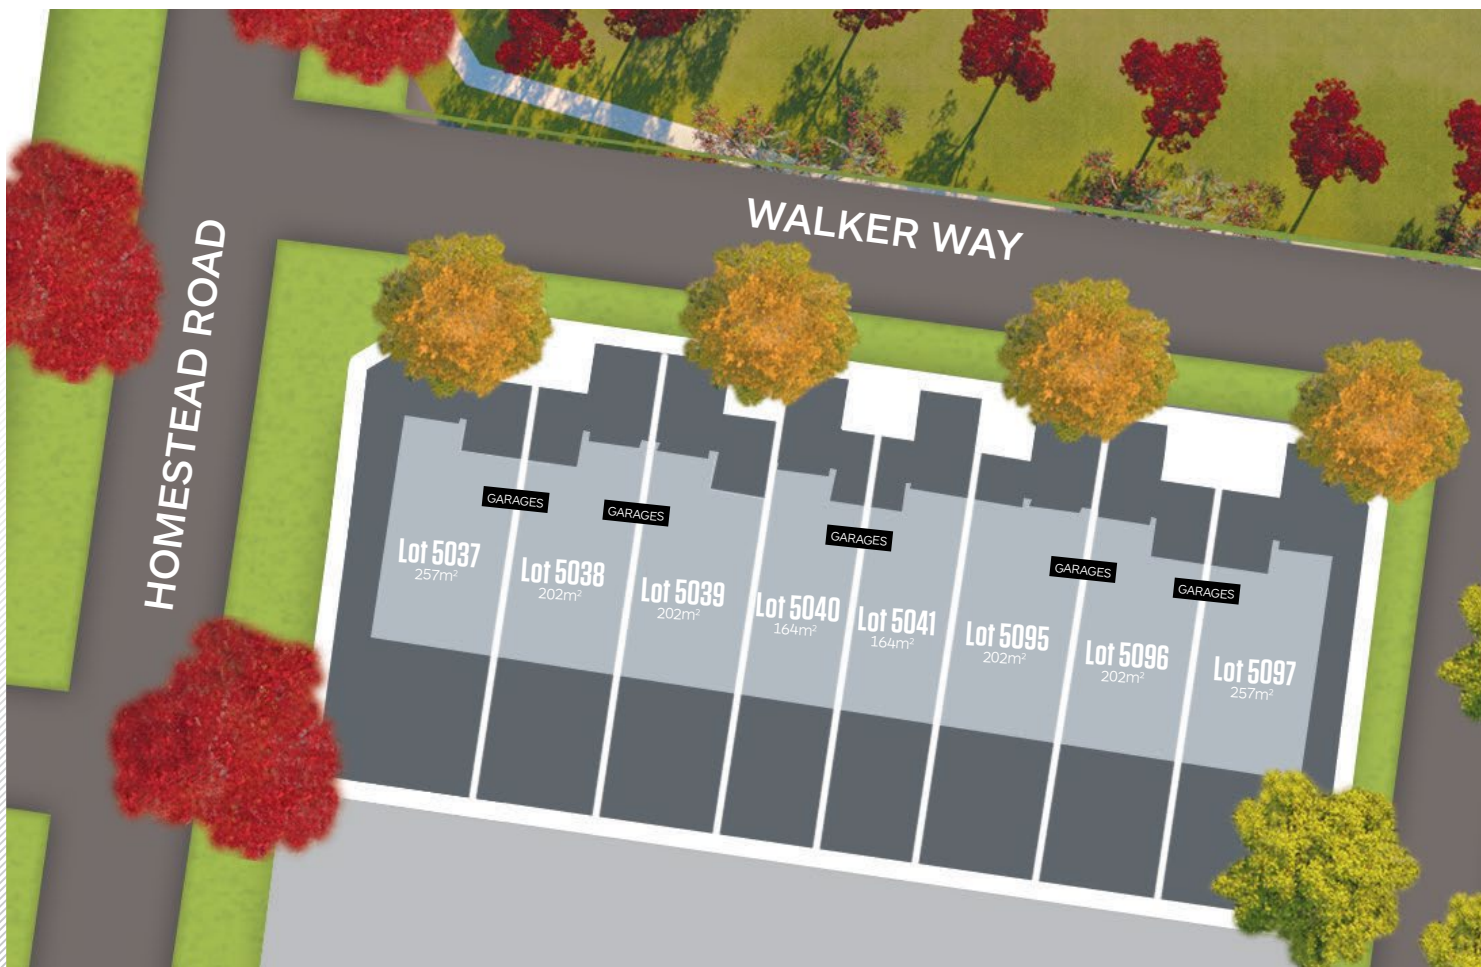 WALKER WAY
HOMESTEAD ROAD
GARAGES
GARAGES
GARAGES
GARAGES
GARAGES
Lot 5037
257m²
Lot 5038
202m²
Lot 5039
202m²
Lot 5040
164m²
Lot 5041
164m²
Lot 5095
202m²
Lot 5096
202m²
Lot 5097
257m²